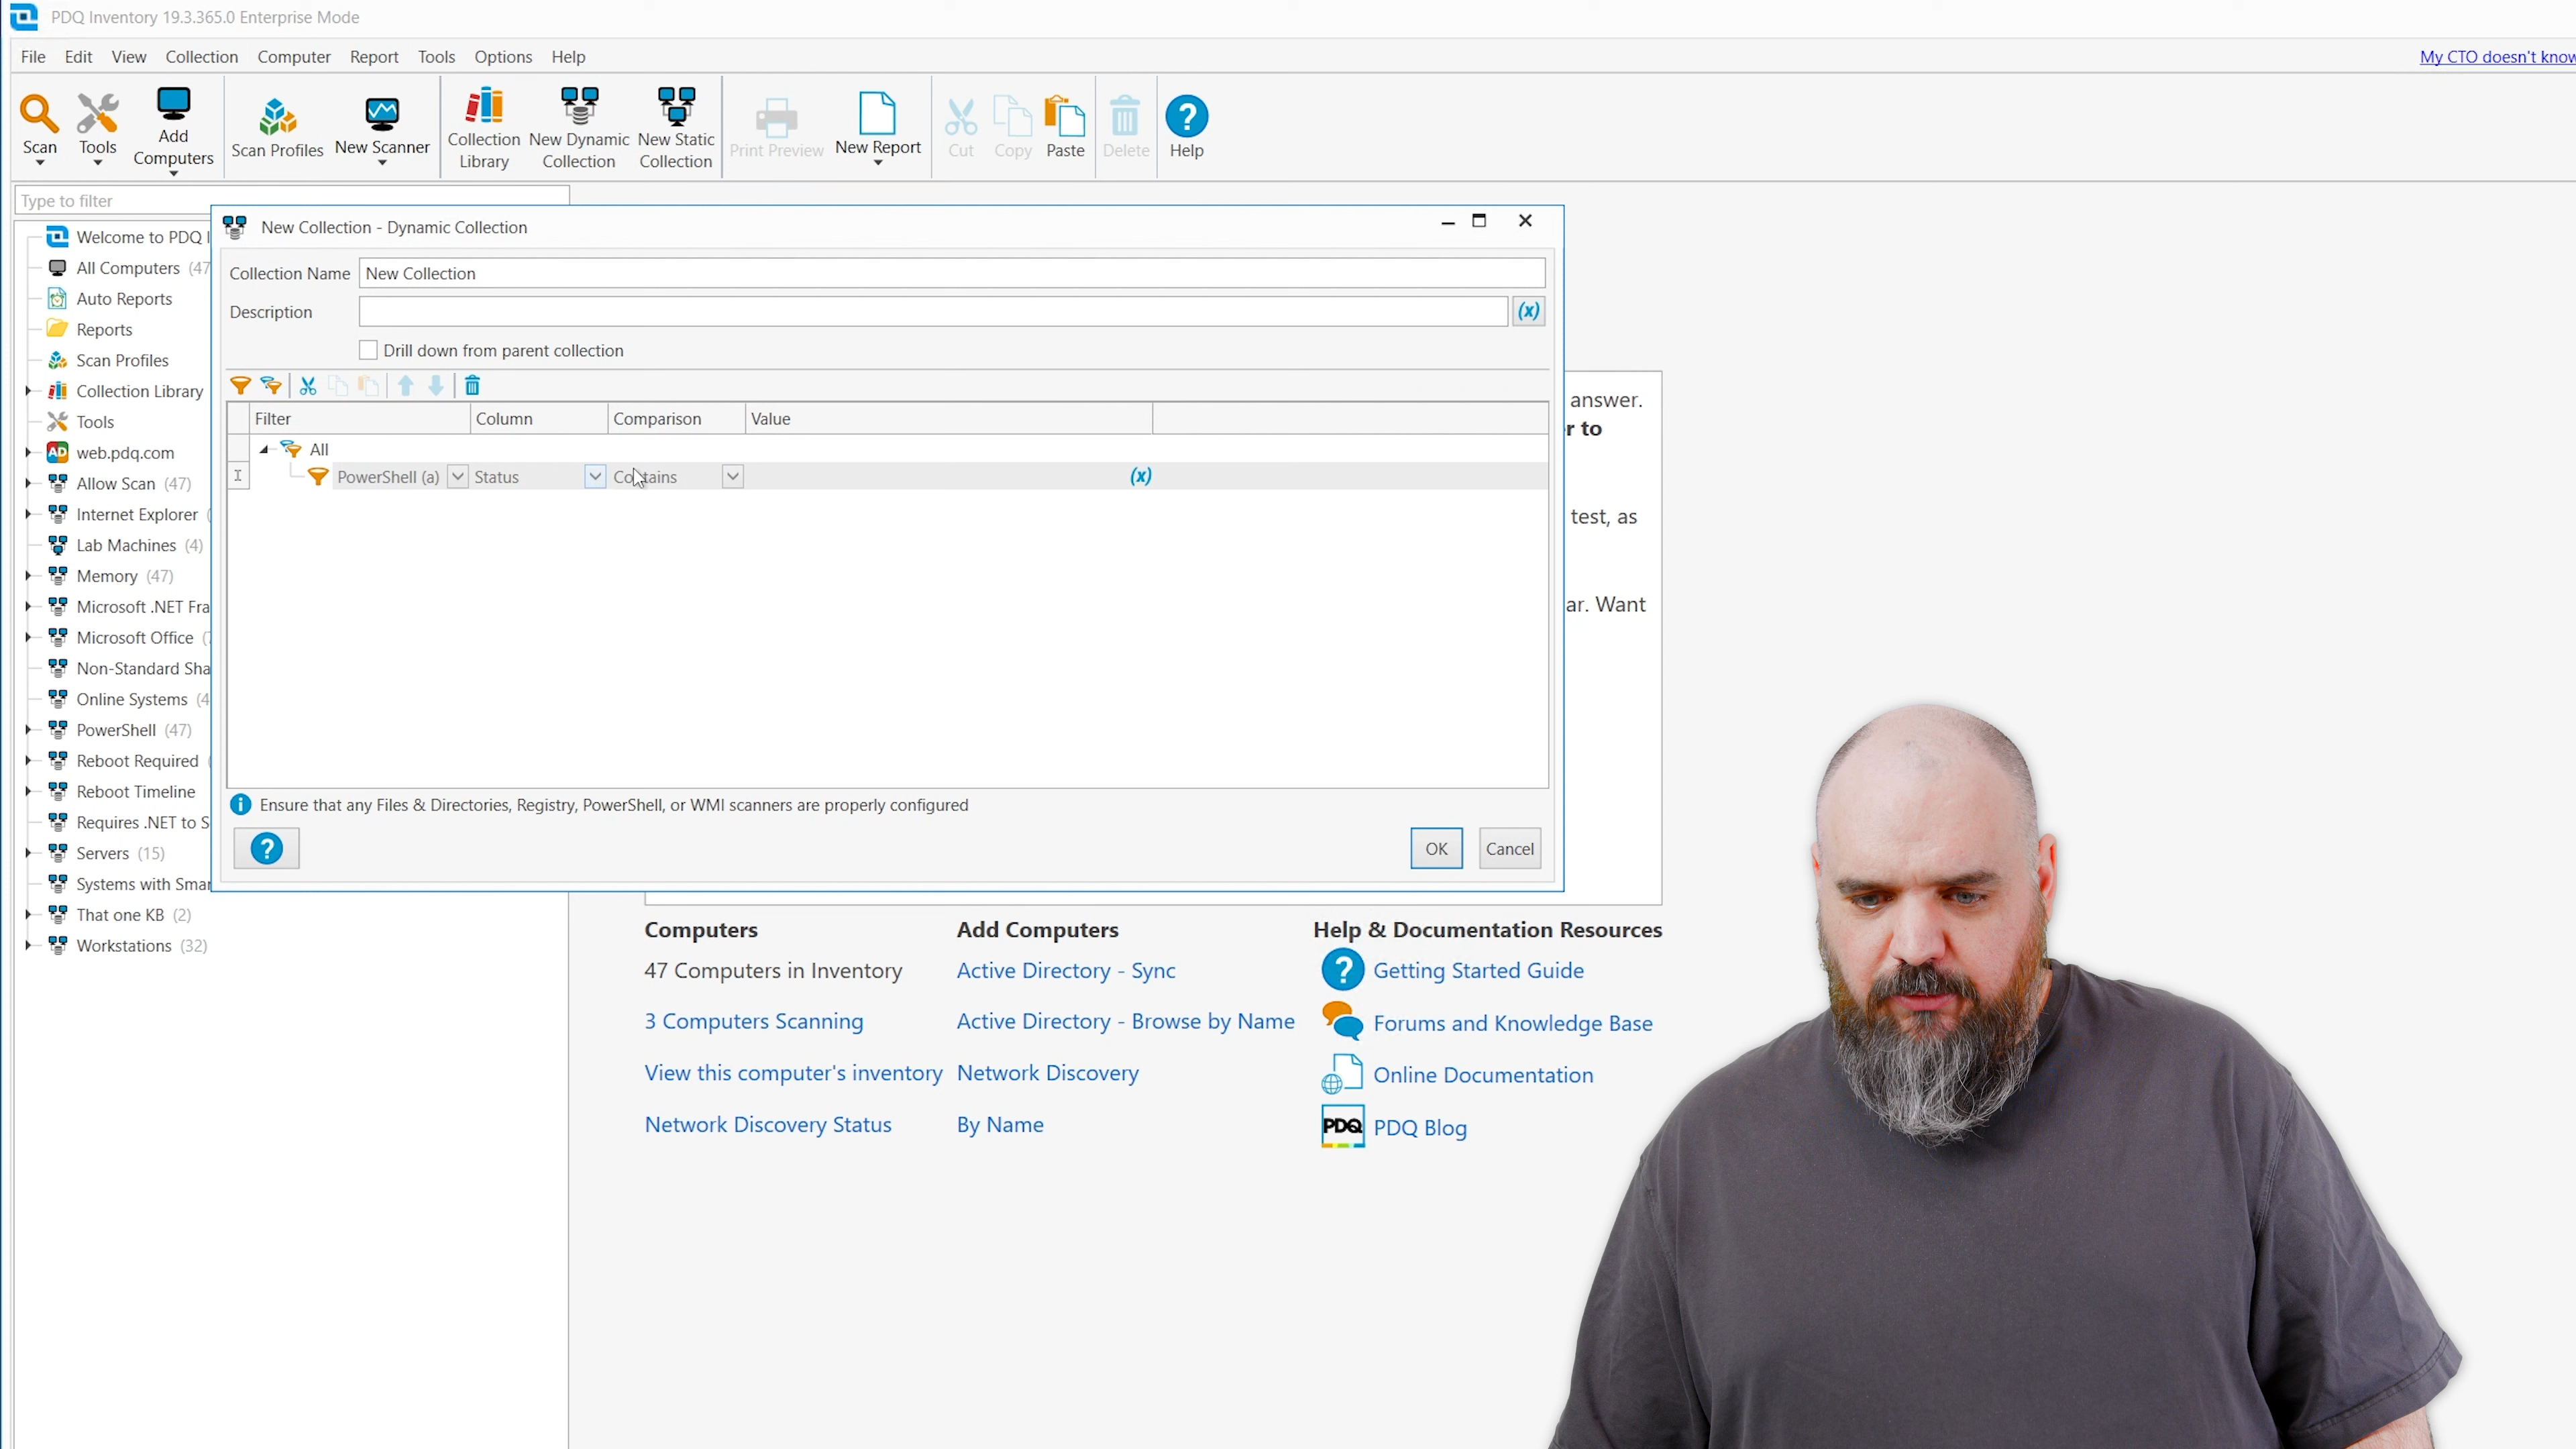 PDQ Inventory 19.3.365.0 Enterprise Mode
File Edit View Collection Computer Report Tools Options Help
My CTO doesn't know
Scan
Tools
Add Computers
Scan Profiles
New Scanner
Collection Library
New Dynamic Collection
New Static Collection
Print Preview
New Report
Cut
Copy
Paste
Delete
Help
Type to filter
Welcome to PDQ I
All Computers (47
Auto Reports
Reports
Scan Profiles
Collection Library
Tools
AD web.pdq.com
Allow Scan (47)
Internet Explorer (
Lab Machines (4)
Memory (47)
Microsoft .NET Fra
Microsoft Office (
Non-Standard Sha
Online Systems (4
PowerShell (47)
Reboot Required (
Reboot Timeline
Requires .NET to S
Servers (15)
Systems with Smar
That one KB (2)
Workstations (32)
New Collection - Dynamic Collection
Collection Name New Collection
Description (x)
Drill down from parent collection
Filter Column Comparison Value
All
PowerShell (a) Status Contains (x)
Ensure that any Files & Directories, Registry, PowerShell, or WMI scanners are properly configured
OK Cancel
answer.
r to
test, as
ar. Want
Computers
47 Computers in Inventory
3 Computers Scanning
View this computer's inventory
Network Discovery Status
Add Computers
Active Directory - Sync
Active Directory - Browse by Name
Network Discovery
By Name
Help & Documentation Resources
Getting Started Guide
Forums and Knowledge Base
Online Documentation
PDQ PDQ Blog